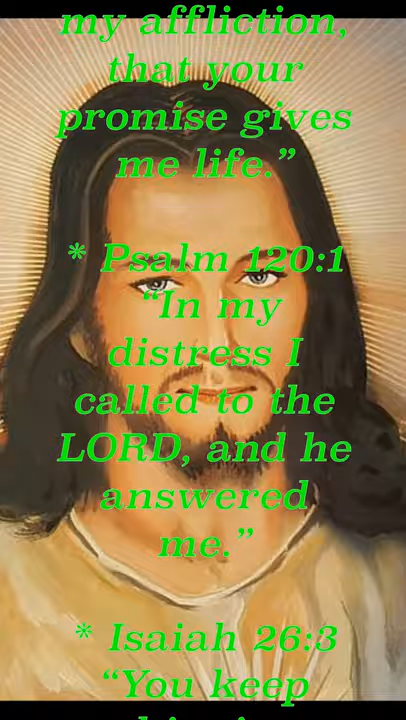 my affliction,
that your
promise gives
me life.”
* Psalm 120:1
“In my
distress I
called to the
LORD, and he
answered
me.”
* Isaiah 26:3
“You keep